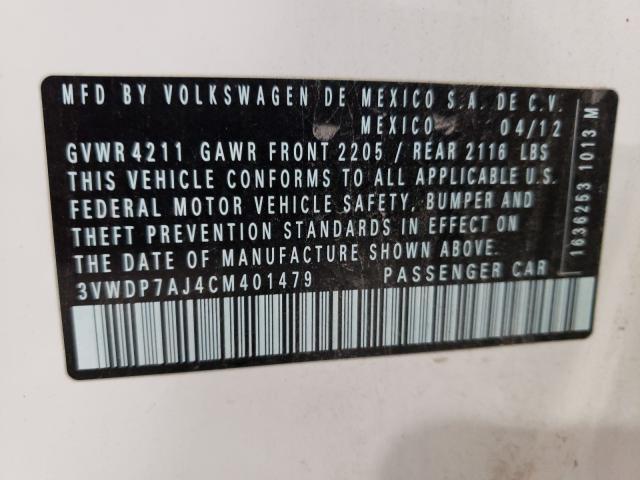 MFD BY VOLKSWAGEN DE MEXICO S.A. DE C.V.
MEXICO 04/12
GVWR 4211 GAWR FRONT 2205 / REAR 2116 LBS
THIS VEHICLE CONFORMS TO ALL APPLICABLE U.S.
FEDERAL MOTOR VEHICLE SAFETY, BUMPER AND
THEFT PREVENTION STANDARDS IN EFFECT ON
THE DATE OF MANUFACTURE SHOWN ABOVE.
3VWDP7AJ4CM401479 PASSENGER CAR
1636253 1013 M